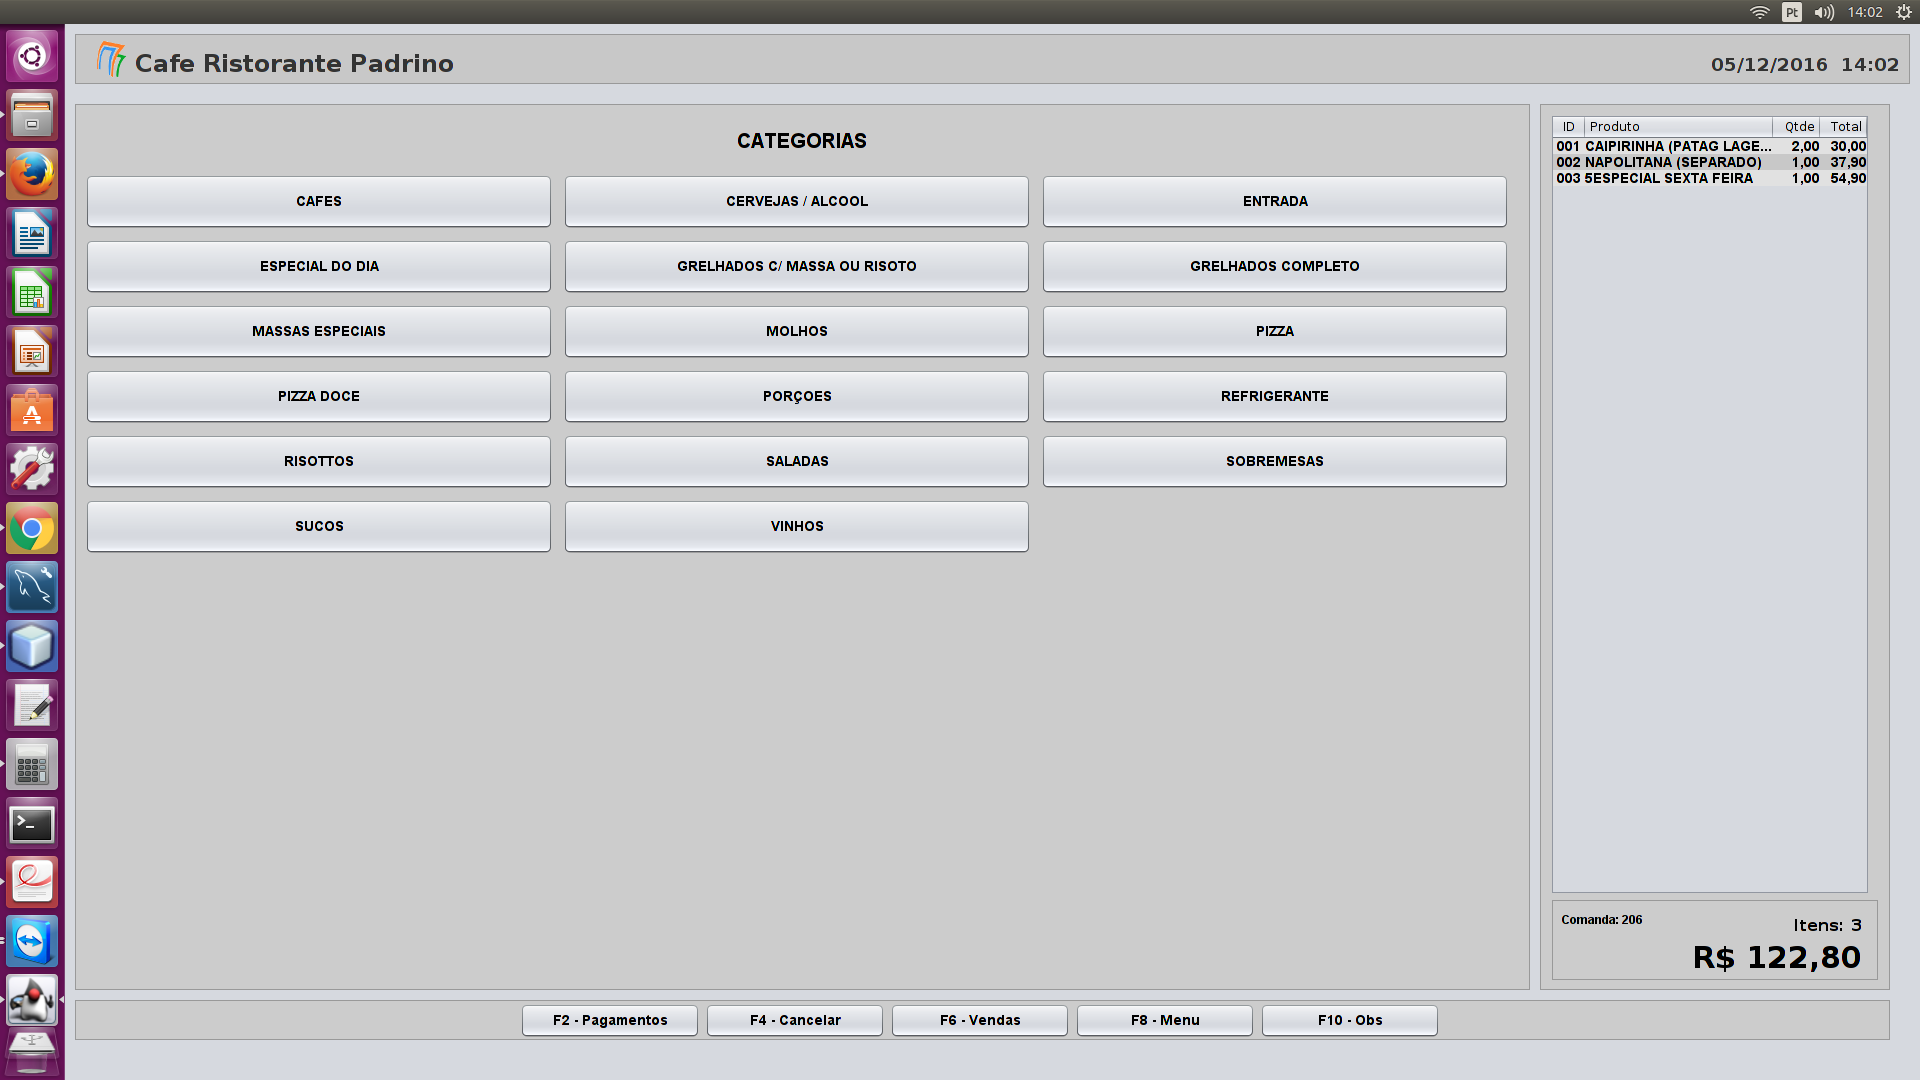 Pt 14:02
Cafe Ristorante Padrino
05/12/2016 14:02
CATEGORIAS
CAFES
CERVEJAS / ALCOOL
ENTRADA
ESPECIAL DO DIA
GRELHADOS C/ MASSA OU RISOTO
GRELHADOS COMPLETO
MASSAS ESPECIAIS
MOLHOS
PIZZA
PIZZA DOCE
PORÇOES
REFRIGERANTE
RISOTTOS
SALADAS
SOBREMESAS
SUCOS
VINHOS
ID Produto Qtde Total
001 CAIPIRINHA (PATAG LAGE... 2,00 30,00
002 NAPOLITANA (SEPARADO) 1,00 37,90
003 5ESPECIAL SEXTA FEIRA 1,00 54,90
Comanda: 206
Itens: 3
R$ 122,80
F2 - Pagamentos
F4 - Cancelar
F6 - Vendas
F8 - Menu
F10 - Obs